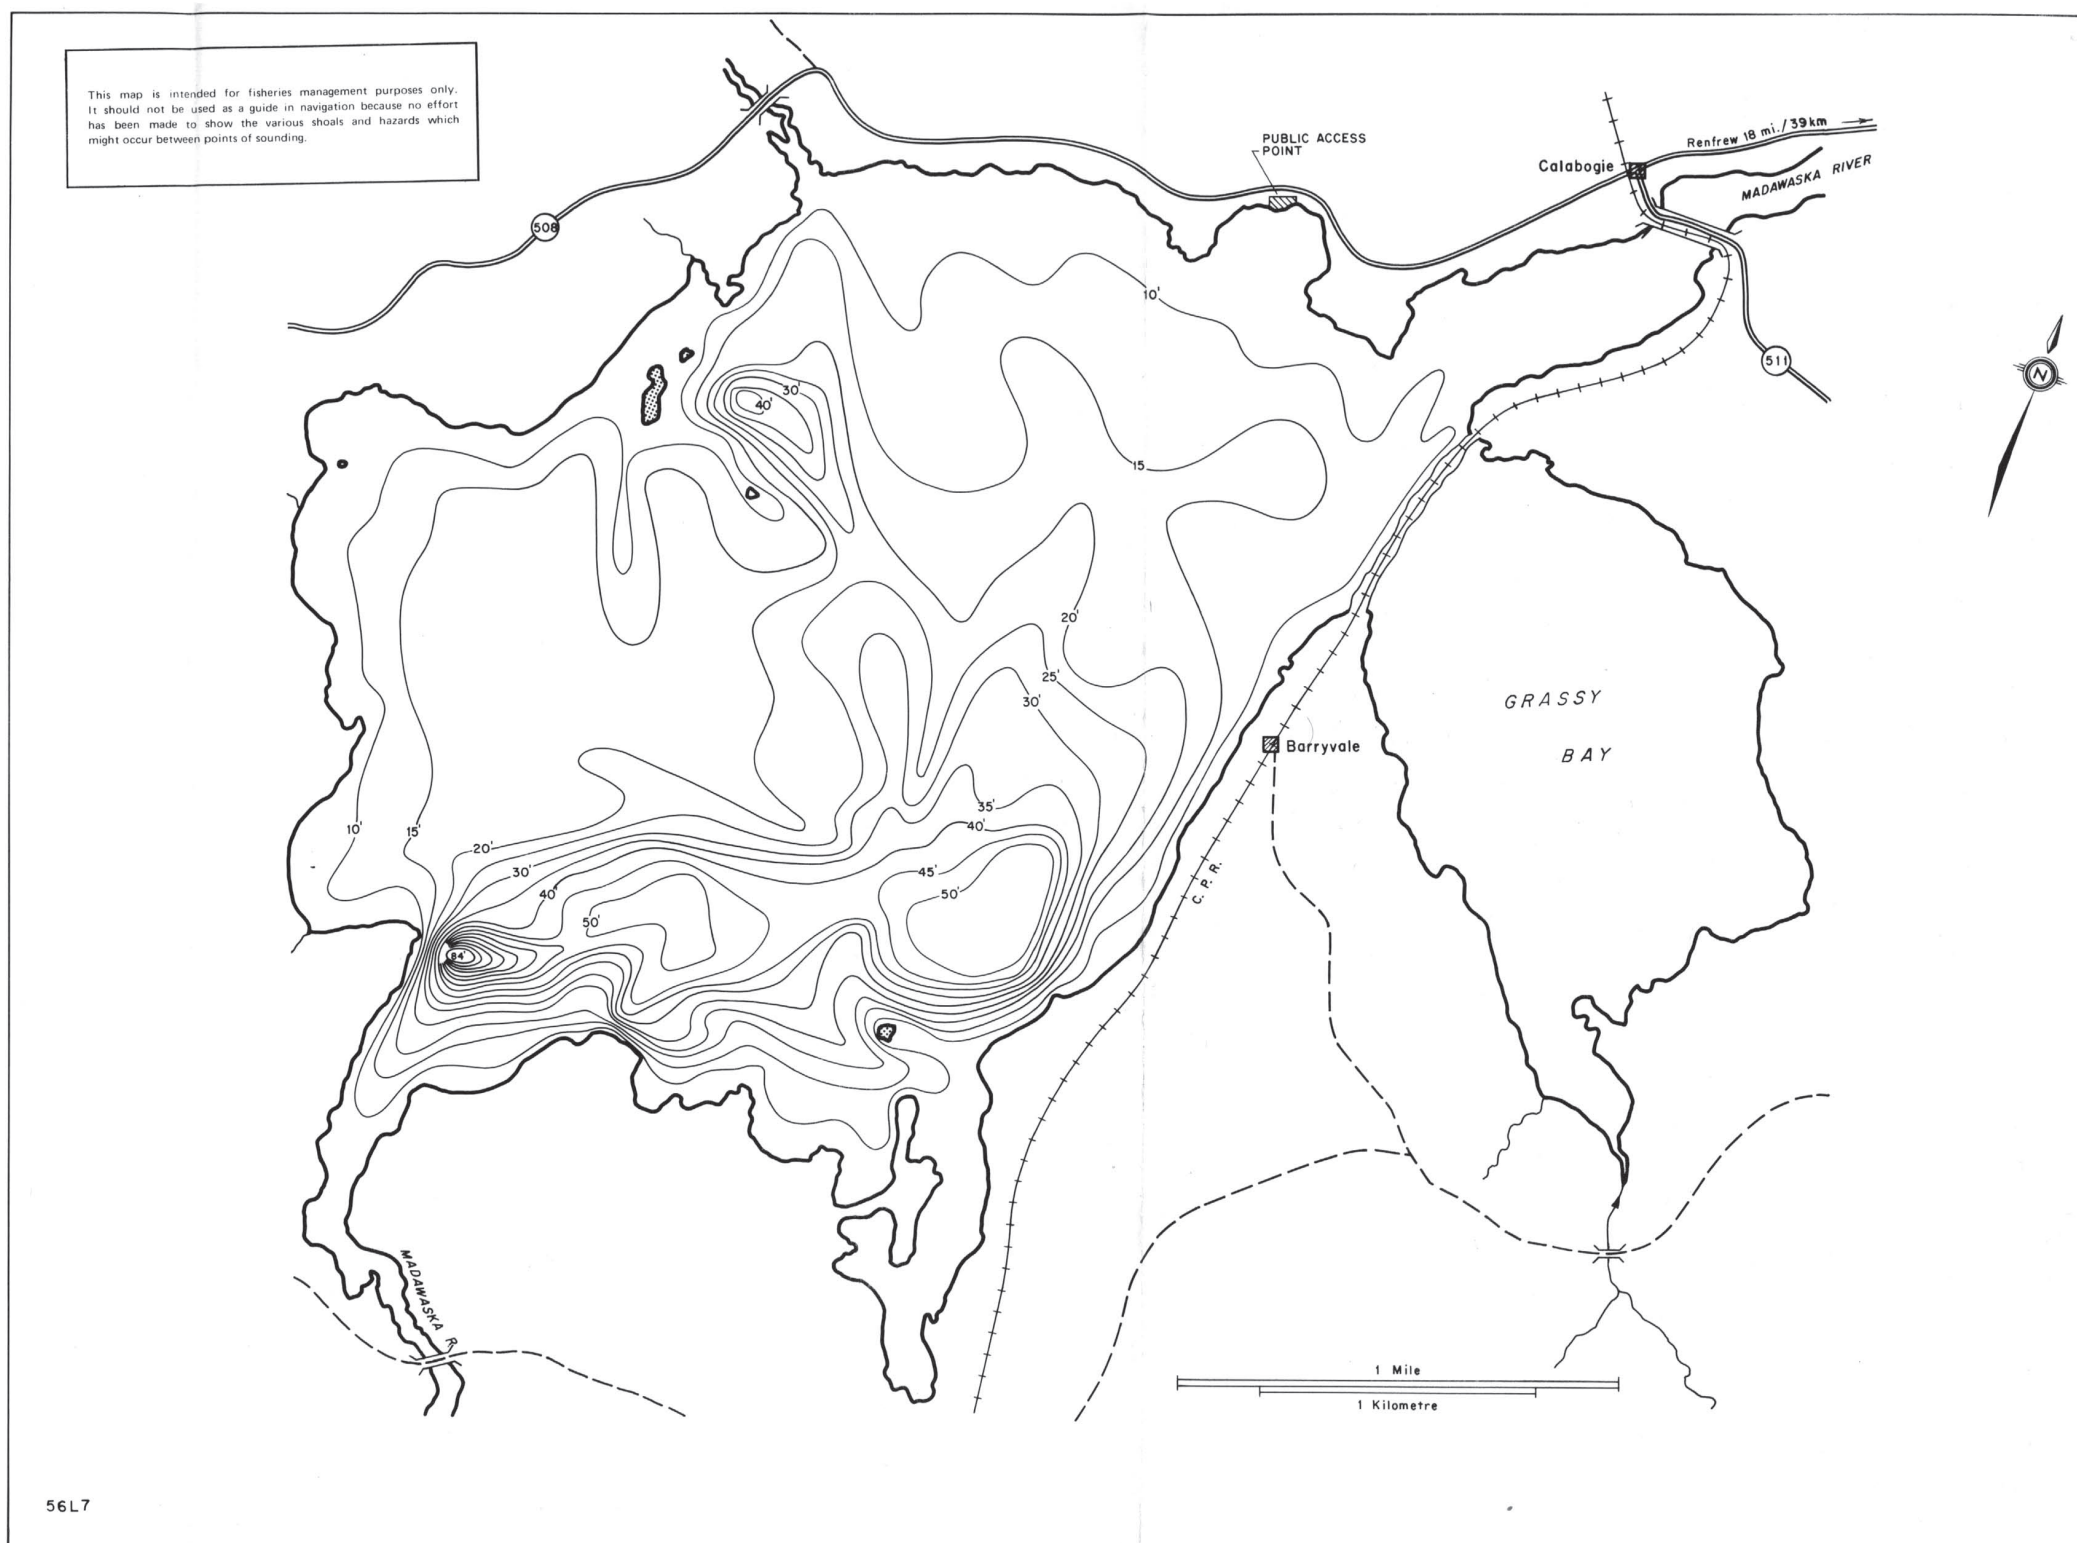 This map is intended for fisheries management purposes only.
It should not be used as a guide in navigation because no effort
has been made to show the various shoals and hazards which
might occur between points of sounding.
PUBLIC ACCESS
POINT
Renfrew 18 mi./39km
Calabogie
MADAWASKA RIVER
508
10'
511
N
30'
40'
15
20'
25'
30'
GRASSY
BAY
Barryvale
35'
40'
10'
15'
20'
30'
40'
45'
50'
50'
C. P. R.
84'
MADAWASKA R.
1 Mile
1 Kilometre
56L7